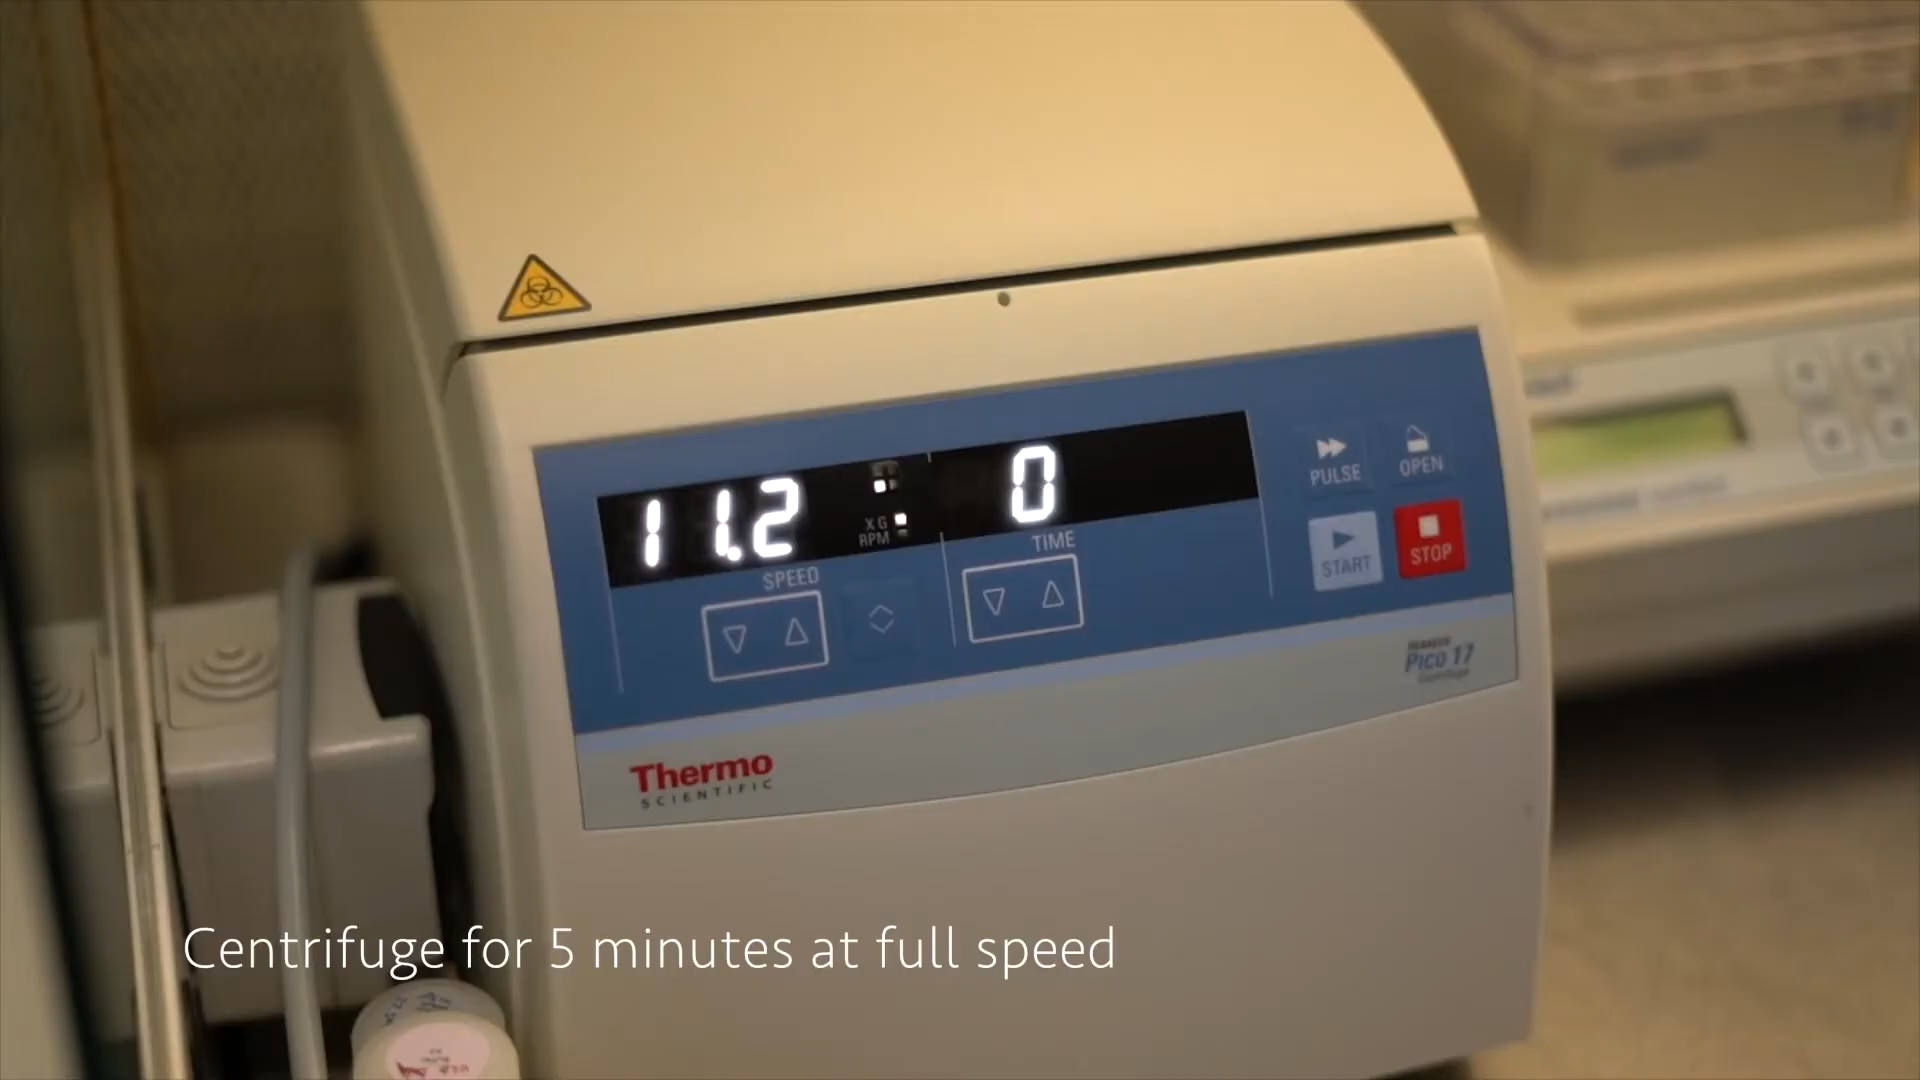 11.2
0
X G
RPM
SPEED
TIME
PULSE
OPEN
START
STOP
Pico 17
Centrifuge
Thermo
SCIENTIFIC
Centrifuge for 5 minutes at full speed